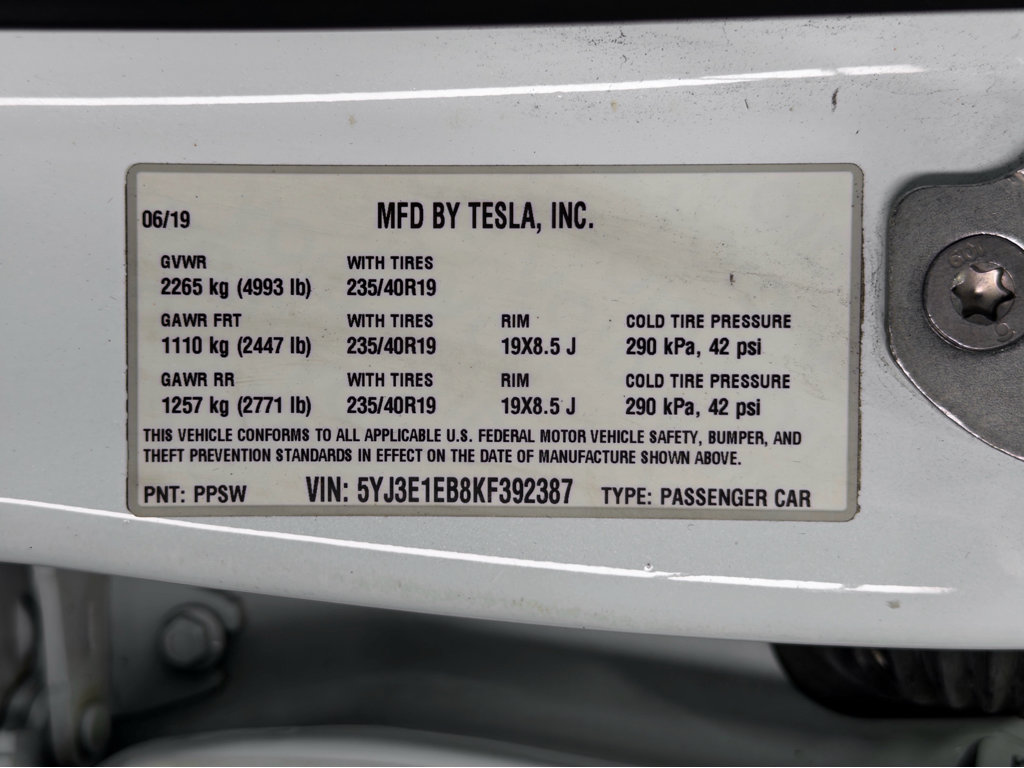 06/19 MFD BY TESLA, INC.
GVWR WITH TIRES
2265 kg (4993 lb) 235/40R19
GAWR FRT WITH TIRES RIM COLD TIRE PRESSURE
1110 kg (2447 lb) 235/40R19 19X8.5 J 290 kPa, 42 psi
GAWR RR WITH TIRES RIM COLD TIRE PRESSURE
1257 kg (2771 lb) 235/40R19 19X8.5 J 290 kPa, 42 psi
THIS VEHICLE CONFORMS TO ALL APPLICABLE U.S. FEDERAL MOTOR VEHICLE SAFETY, BUMPER, AND
THEFT PREVENTION STANDARDS IN EFFECT ON THE DATE OF MANUFACTURE SHOWN ABOVE.
PNT: PPSW VIN: 5YJ3E1EB8KF392387 TYPE: PASSENGER CAR